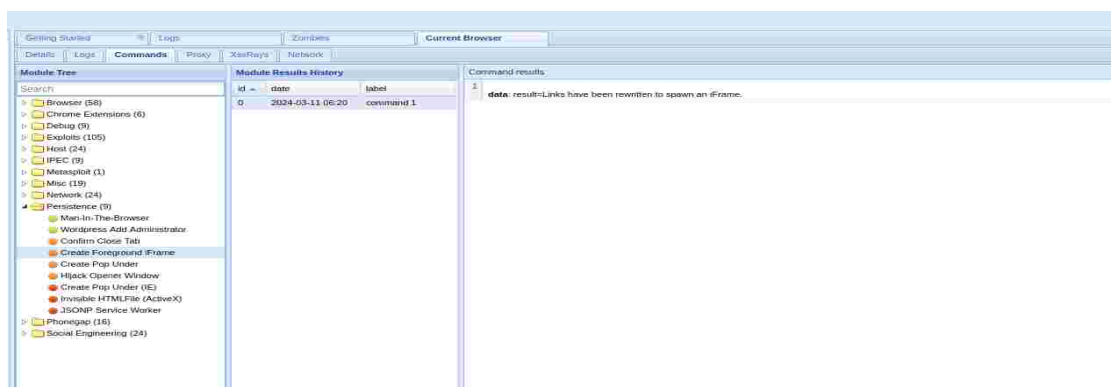 Getting Started Logs Zombies Current Browser
Details Logs Commands Proxy XssRays Network
Module Tree
Search
Browser (58)
Chrome Extensions (6)
Debug (9)
Exploits (105)
Host (24)
IPEC (9)
Metasploit (1)
Misc (19)
Network (24)
Persistence (9)
Man-In-The-Browser
Wordpress Add Administrator
Confirm Close Tab
Create Foreground iFrame
Create Pop Under
Hijack Opener Window
Create Pop Under (IE)
Invisible HTMLFile (ActiveX)
JSONP Service Worker
Phonegap (16)
Social Engineering (24)
Module Results History
id date label
0 2024-03-11 06:20 command 1
Command results
1
data: result=Links have been rewritten to spawn an iFrame.